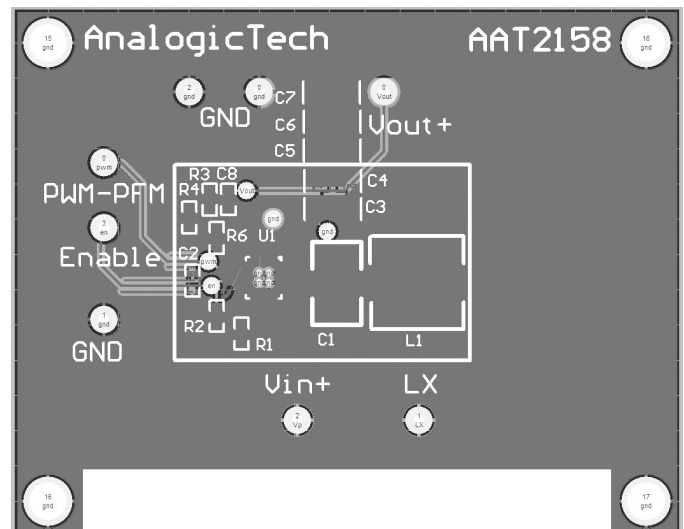 AnalogicTech AAT2158
15 gnd
16 gnd
2 gnd
0 gnd
0 Vout
C7
GND
C6
Vout+
C5
0 pwm
R3 C8
C4
PWM-PFM
R4
Vout
C3
3 en
gnd
gnd
R6 U1
Enable
C2
pwm
en
1 gnd
R2
R1
C1
L1
GND
Vin+
LX
2 Vp
1 LX
16 gnd
17 gnd